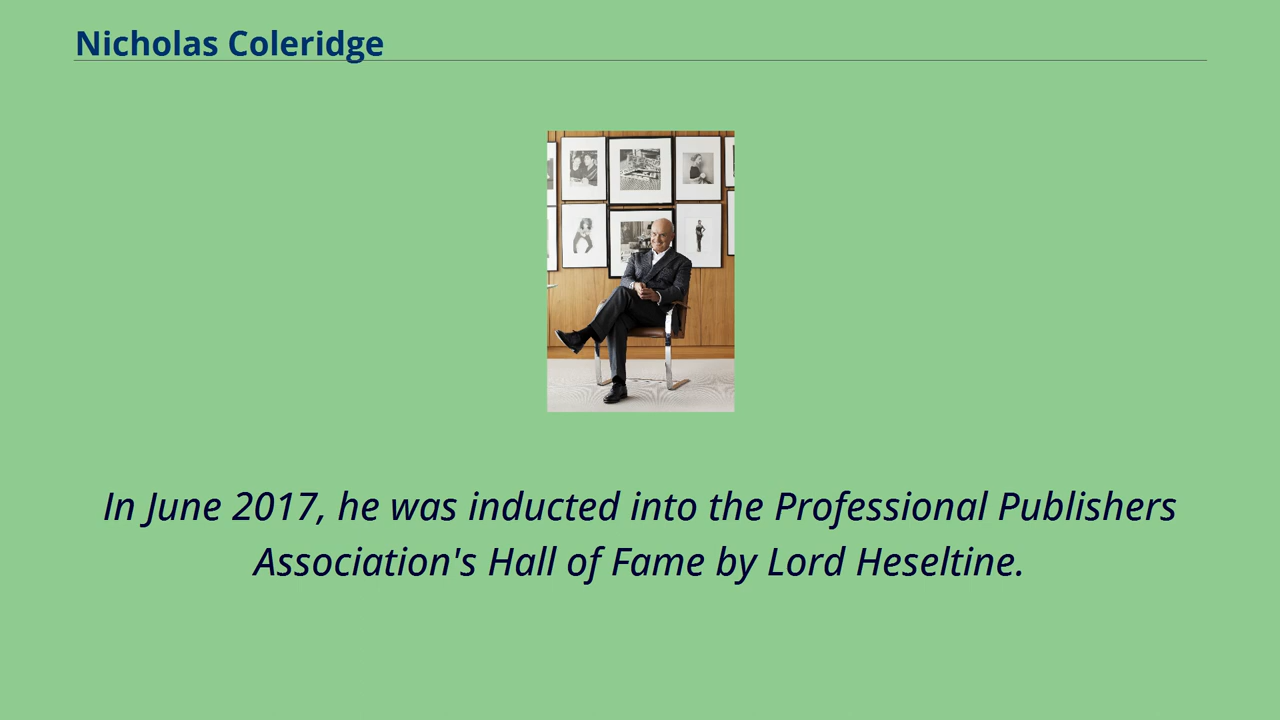 Nicholas Coleridge
In June 2017, he was inducted into the Professional Publishers
Association's Hall of Fame by Lord Heseltine.